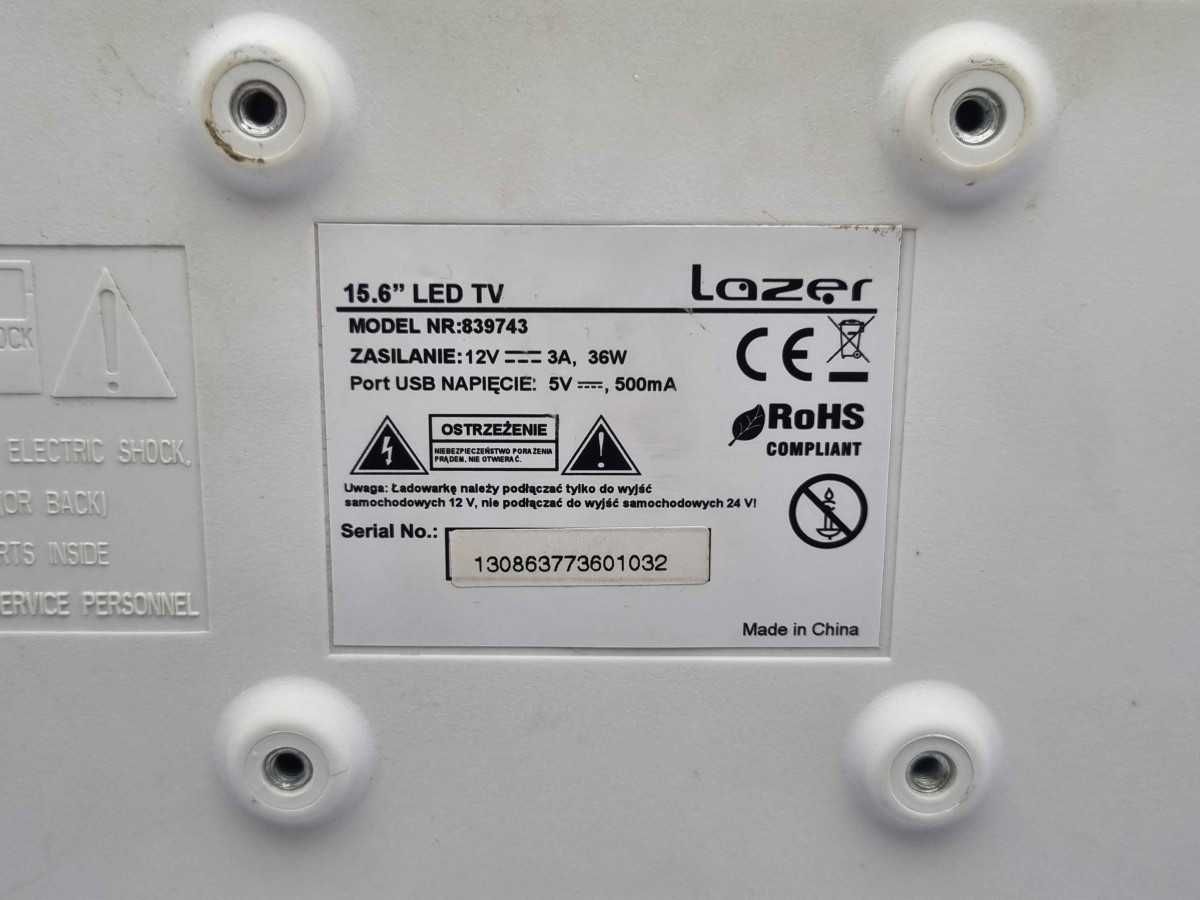 OCK
ELECTRIC SHOCK,
OR BACK)
RTS INSIDE
ERVICE PERSONNEL
15.6” LED TV
Lazer
MODEL NR:839743
ZASILANIE: 12V 3A, 36W
Port USB NAPIĘCIE: 5V , 500mA
CE
RoHS
COMPLIANT
OSTRZEŻENIE
NIEBEZPIECZEŃSTWO PORAŻENIA
PRĄDEM. NIE OTWIERAĆ.
Uwaga: Ładowarkę należy podłączać tylko do wyjść
samochodowych 12 V, nie podłączać do wyjść samochodowych 24 V!
Serial No.:
130863773601032
Made in China